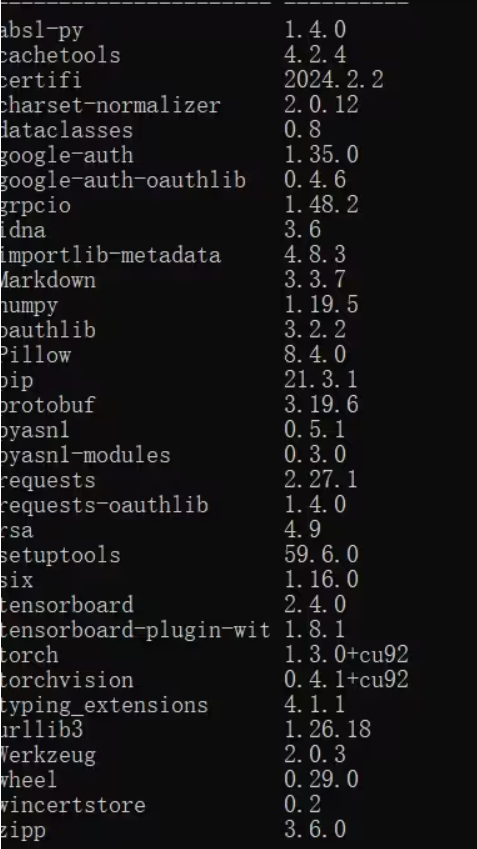 absl-py 1.4.0
cachetools 4.2.4
certifi 2024.2.2
charset-normalizer 2.0.12
dataclasses 0.8
google-auth 1.35.0
google-auth-oauthlib 0.4.6
grpcio 1.48.2
idna 3.6
importlib-metadata 4.8.3
Markdown 3.3.7
numpy 1.19.5
oauthlib 3.2.2
Pillow 8.4.0
pip 21.3.1
protobuf 3.19.6
pyasn1 0.5.1
pyasn1-modules 0.3.0
requests 2.27.1
requests-oauthlib 1.4.0
rsa 4.9
setuptools 59.6.0
six 1.16.0
tensorboard 2.4.0
tensorboard-plugin-wit 1.8.1
torch 1.3.0+cu92
torchvision 0.4.1+cu92
typing_extensions 4.1.1
urllib3 1.26.18
Werkzeug 2.0.3
wheel 0.29.0
wincertstore 0.2
zipp 3.6.0